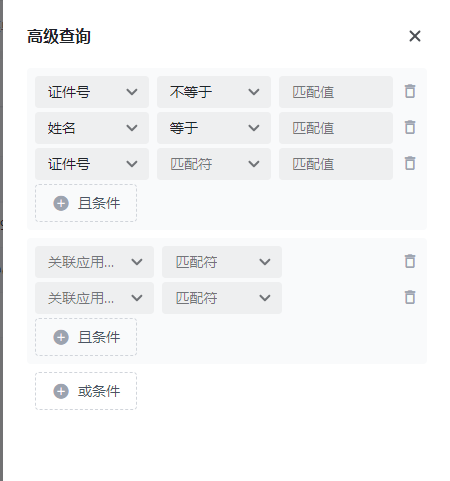 高级查询
证件号 不等于 匹配值
姓名 等于 匹配值
证件号 匹配符 匹配值
且条件
关联应用... 匹配符
关联应用... 匹配符
且条件
或条件